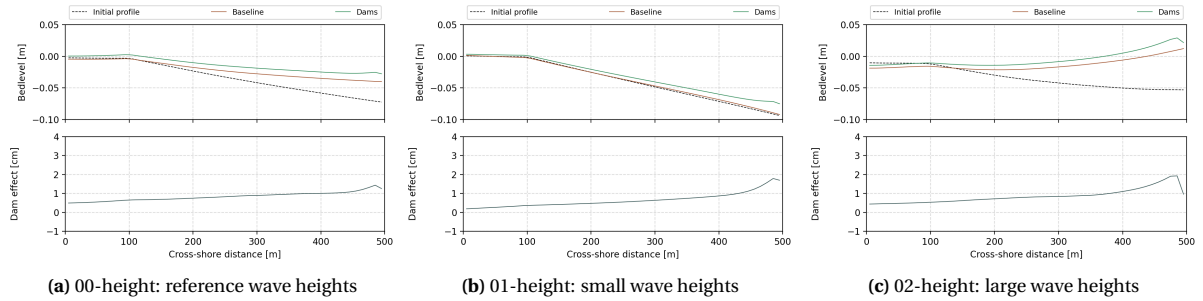 Initial profile Baseline Dams
Bedlevel [m]
0.05
0.00
−0.05
−0.10
Dam effect [cm]
4
3
2
1
0
−1
0 100 200 300 400 500
Cross-shore distance [m]
(a) 00-height: reference wave heights
Initial profile Baseline Dams
Bedlevel [m]
0.05
0.00
−0.05
−0.10
Dam effect [cm]
4
3
2
1
0
−1
0 100 200 300 400 500
Cross-shore distance [m]
(b) 01-height: small wave heights
Initial profile Baseline Dams
Bedlevel [m]
0.05
0.00
−0.05
−0.10
Dam effect [cm]
4
3
2
1
0
−1
0 100 200 300 400 500
Cross-shore distance [m]
(c) 02-height: large wave heights